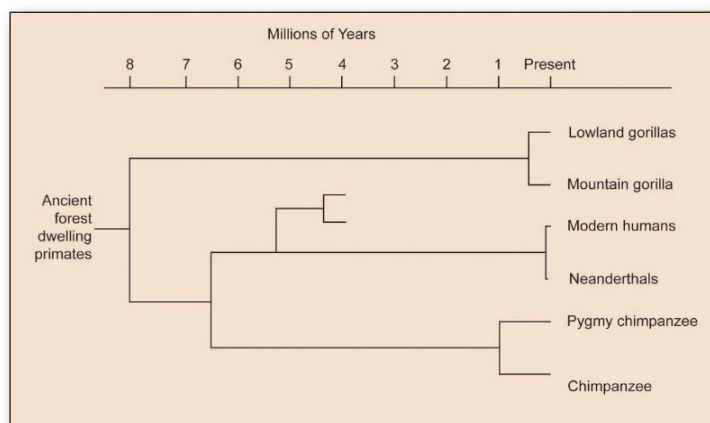 Millions of Years
8 7 6 5 4 3 2 1 Present
Lowland gorillas
Ancient
forest
dwelling
primates
Mountain gorilla
Modern humans
Neanderthals
Pygmy chimpanzee
Chimpanzee